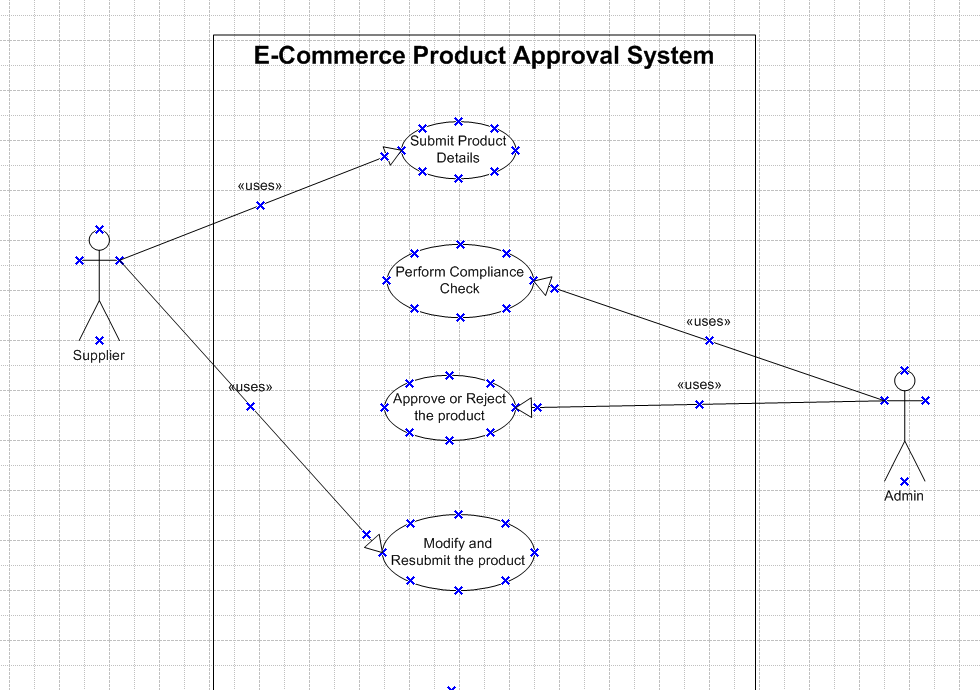 E-Commerce Product Approval System
Submit Product
Details
«uses»
Perform Compliance
Check
«uses»
Supplier
«uses»
Approve or Reject
the product
«uses»
Admin
Modify and
Resubmit the product